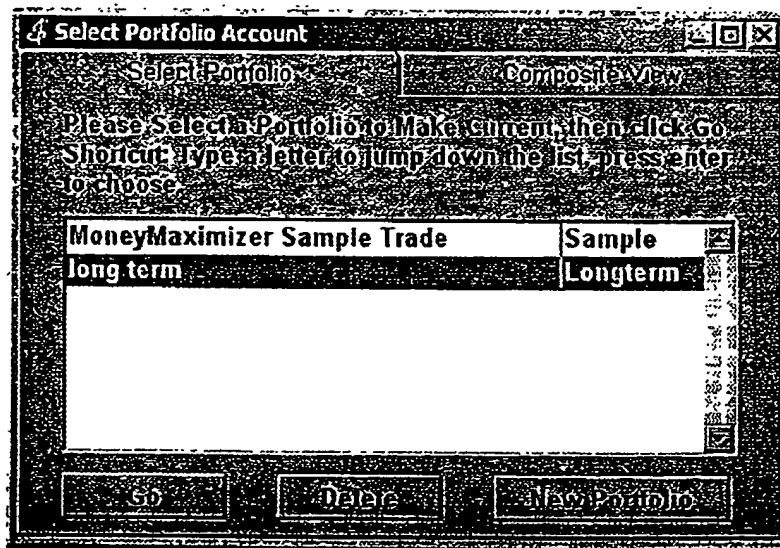 Select Portfolio Account
Select Portfolio
Composite View
Please Select a Portfolio to Make Current, then click Go
Shortcut: Type a letter to jump down the list, press enter
to choose
MoneyMaximizer Sample Trade Sample
long term Longterm
Go Delete New Portfolio